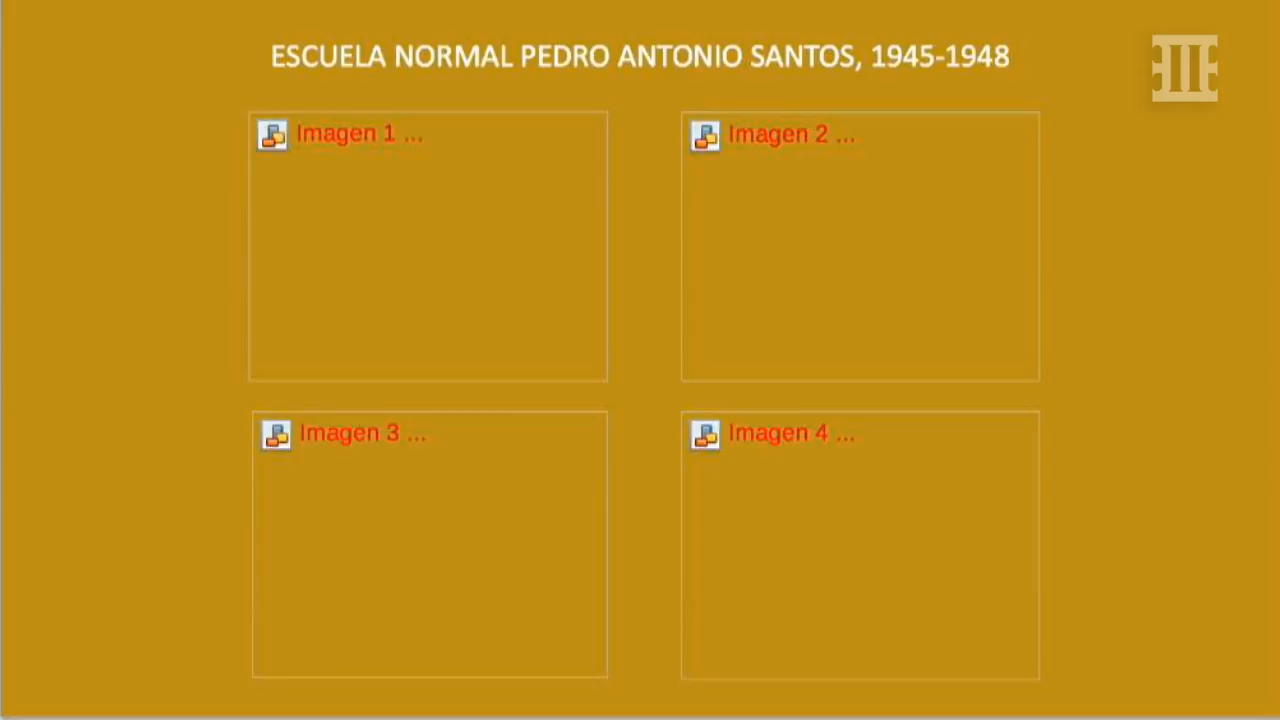 ESCUELA NORMAL PEDRO ANTONIO SANTOS, 1945-1948
Imagen 1 ...
Imagen 2 ...
Imagen 3 ...
Imagen 4 ...